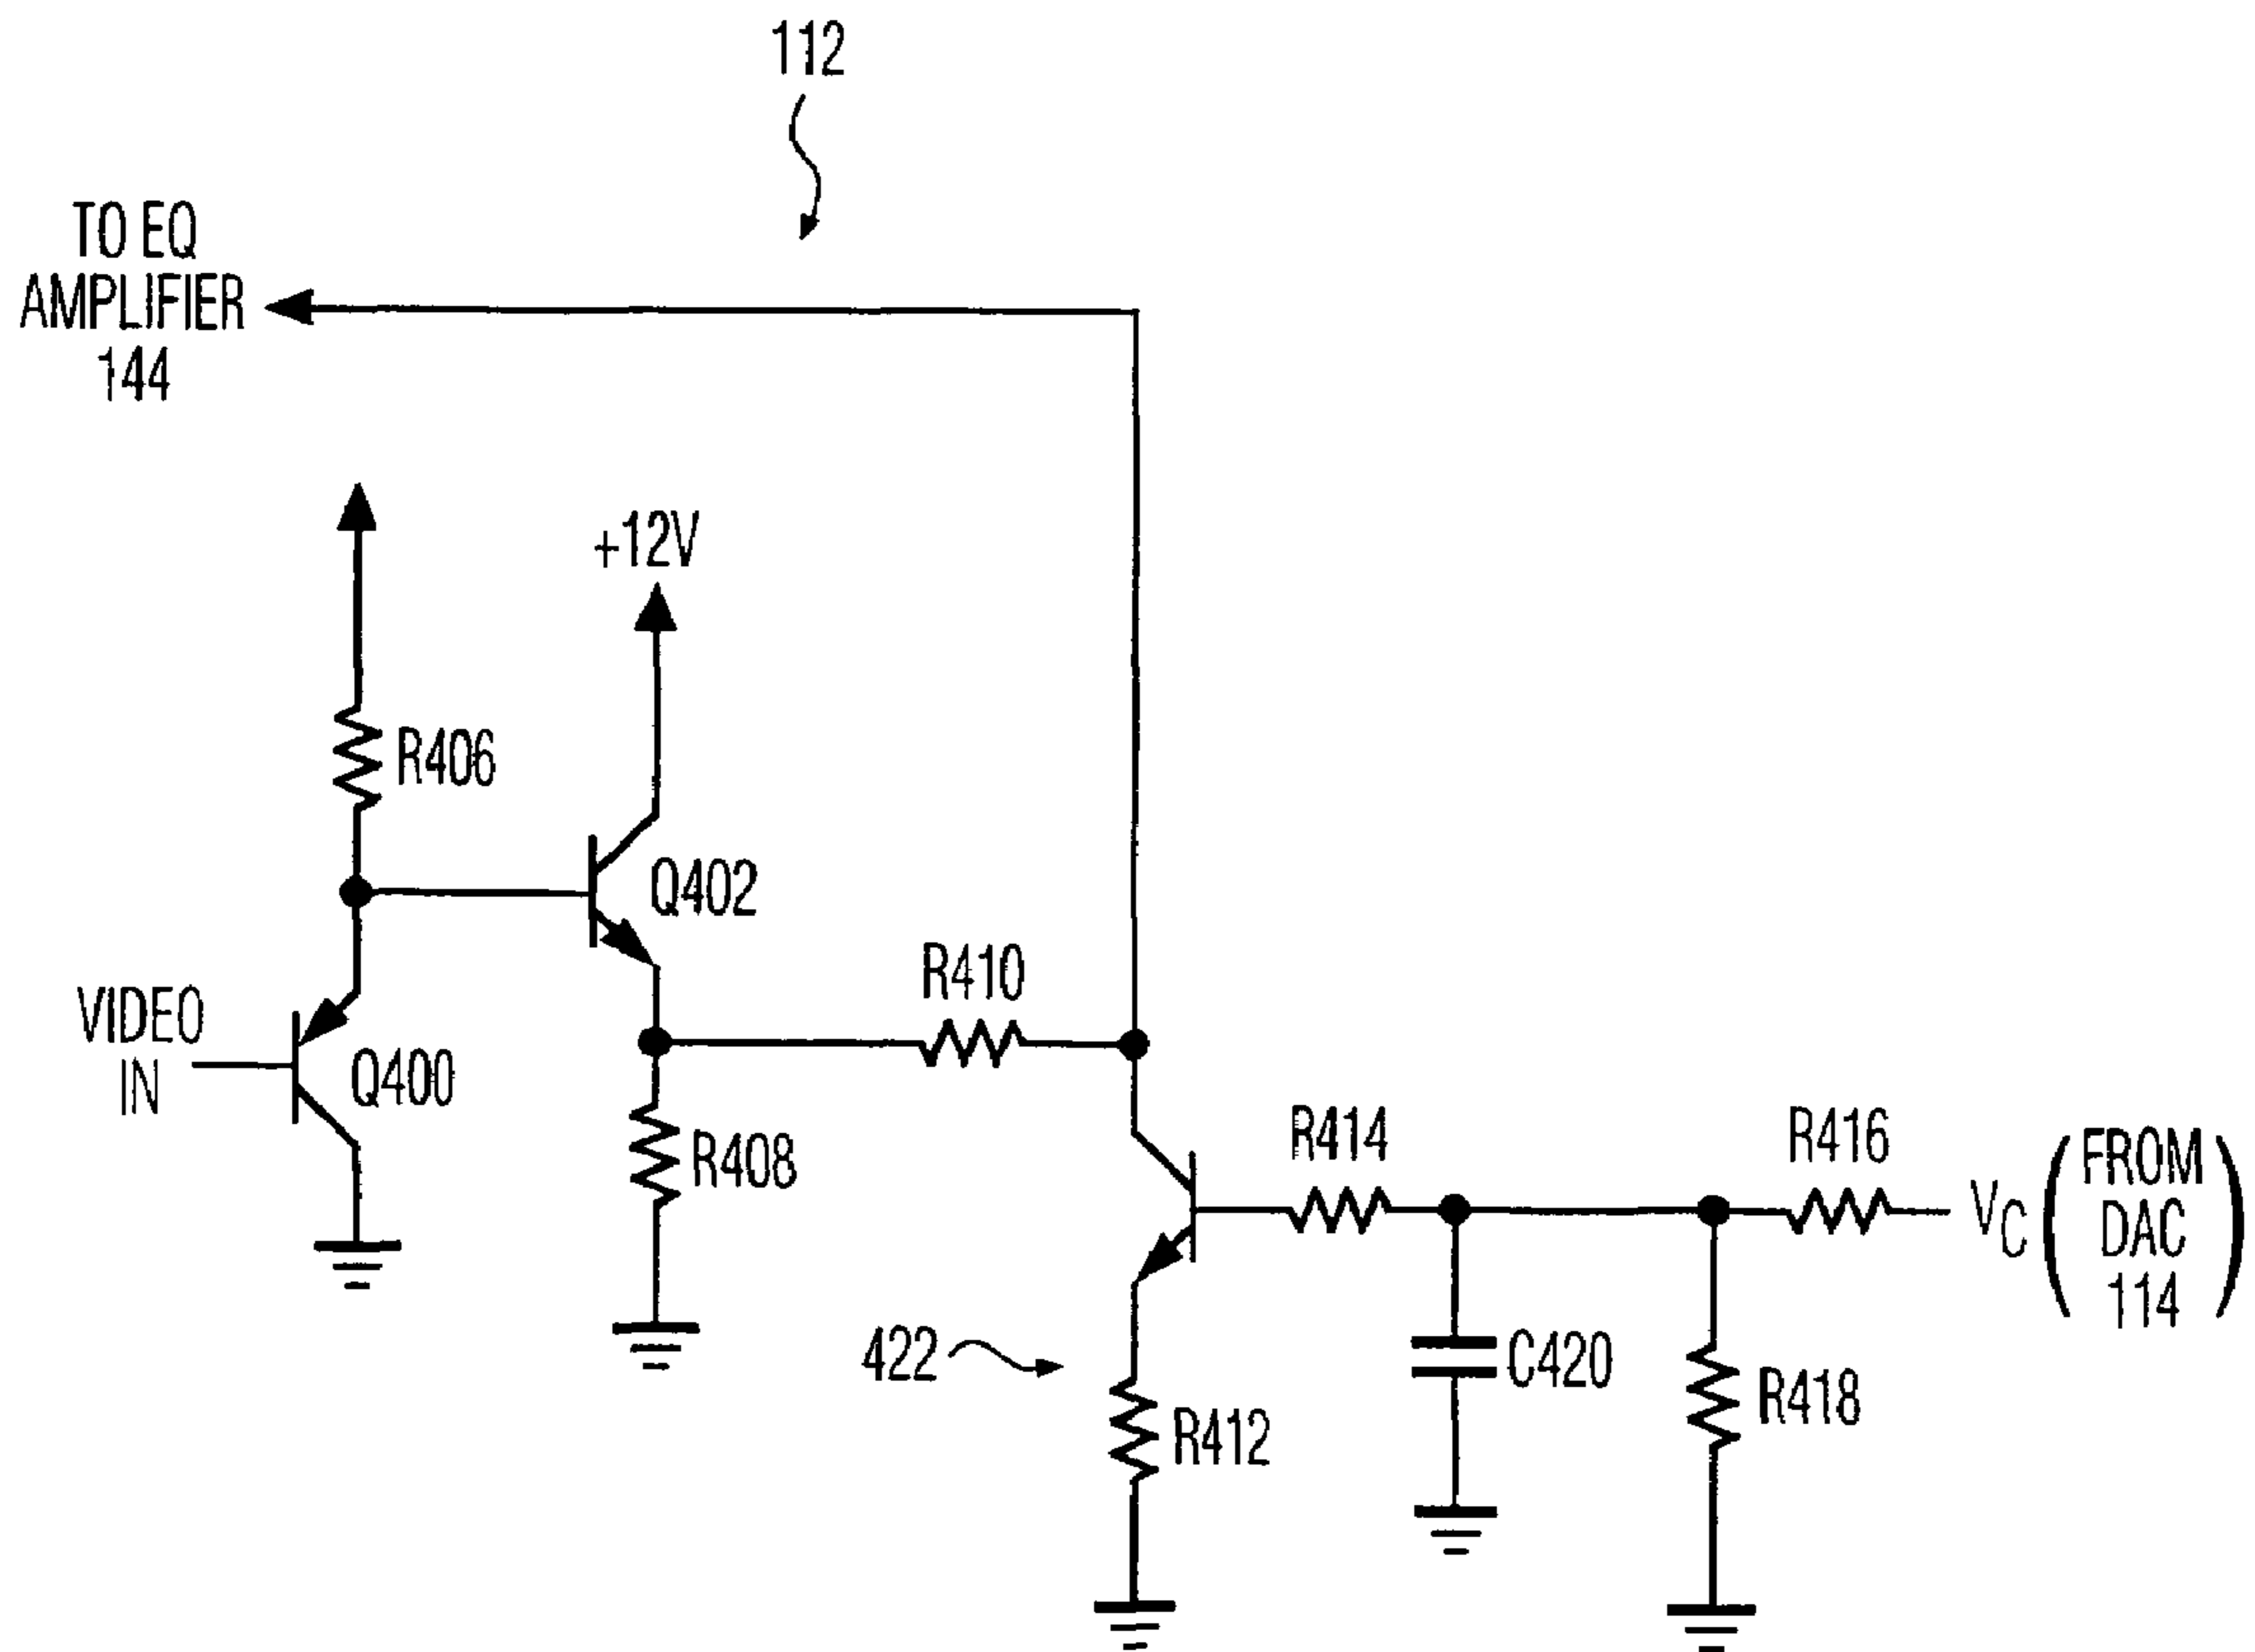 112
TO EQ
AMPLIFIER
144
+12V
R406
Q402
R410
VIDEO
IN
Q400
R408
R414
R416
VC (FROM
DAC
114)
422
C420
R418
R412